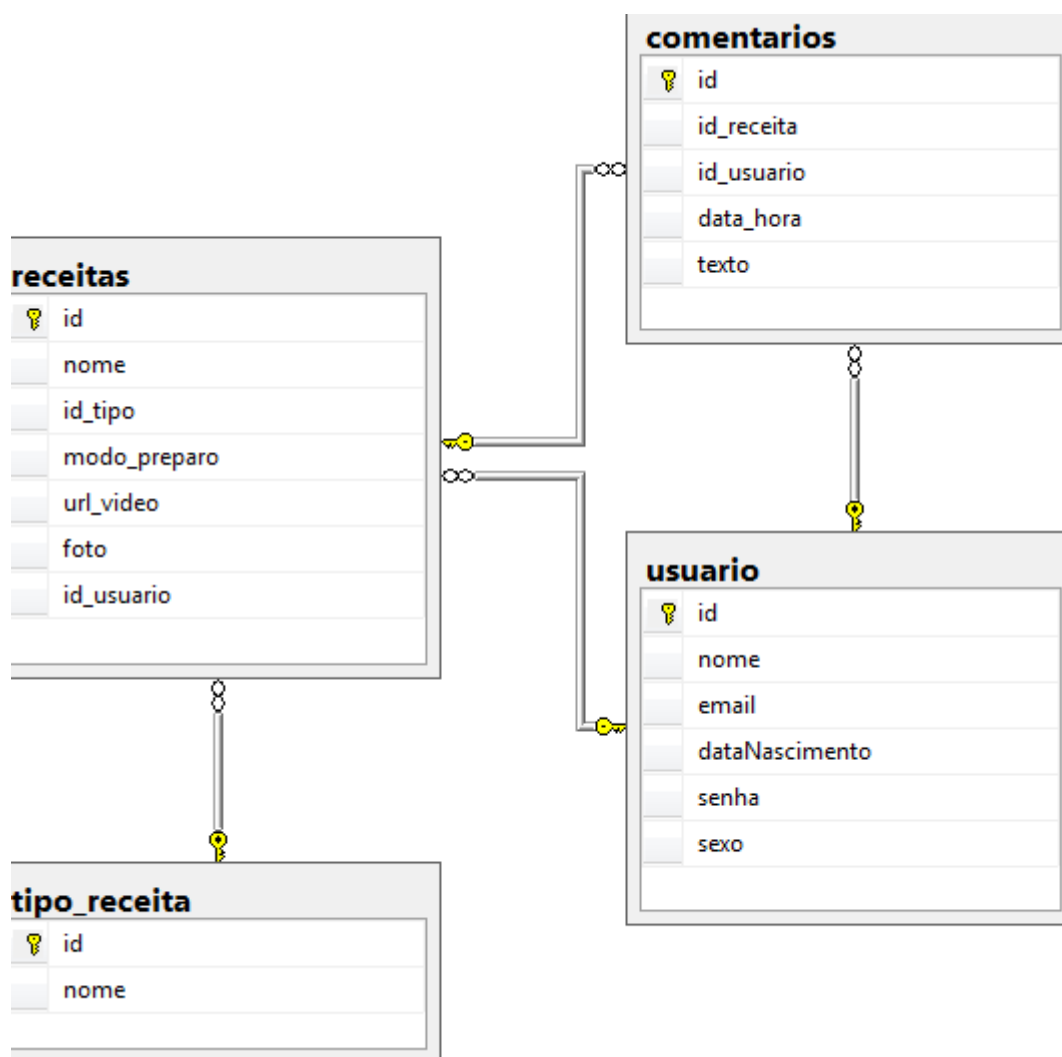 comentarios
id
id_receita
id_usuario
data_hora
texto
receitas
id
nome
id_tipo
modo_preparo
url_video
foto
id_usuario
usuario
id
nome
email
dataNascimento
senha
sexo
tipo_receita
id
nome